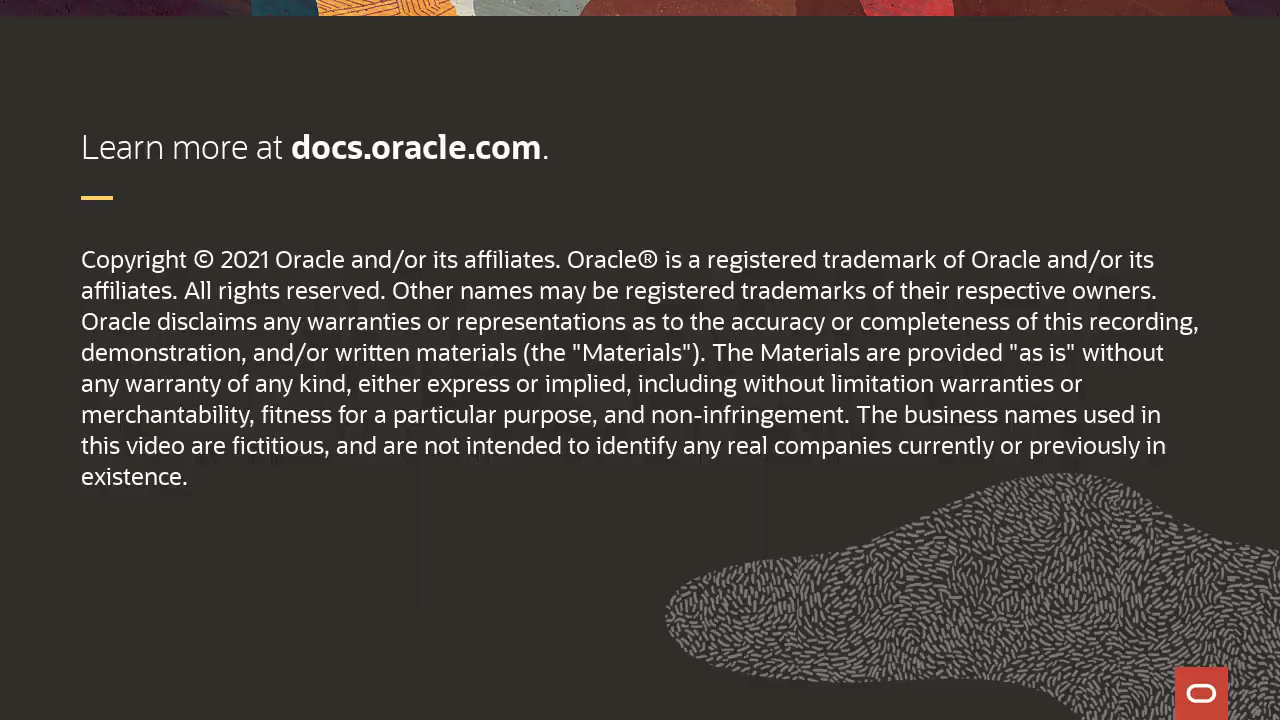 Learn more at docs.oracle.com.
Copyright © 2021 Oracle and/or its affiliates. Oracle® is a registered trademark of Oracle and/or its
affiliates. All rights reserved. Other names may be registered trademarks of their respective owners.
Oracle disclaims any warranties or representations as to the accuracy or completeness of this recording,
demonstration, and/or written materials (the "Materials"). The Materials are provided "as is" without
any warranty of any kind, either express or implied, including without limitation warranties or
merchantability, fitness for a particular purpose, and non-infringement. The business names used in
this video are fictitious, and are not intended to identify any real companies currently or previously in
existence.